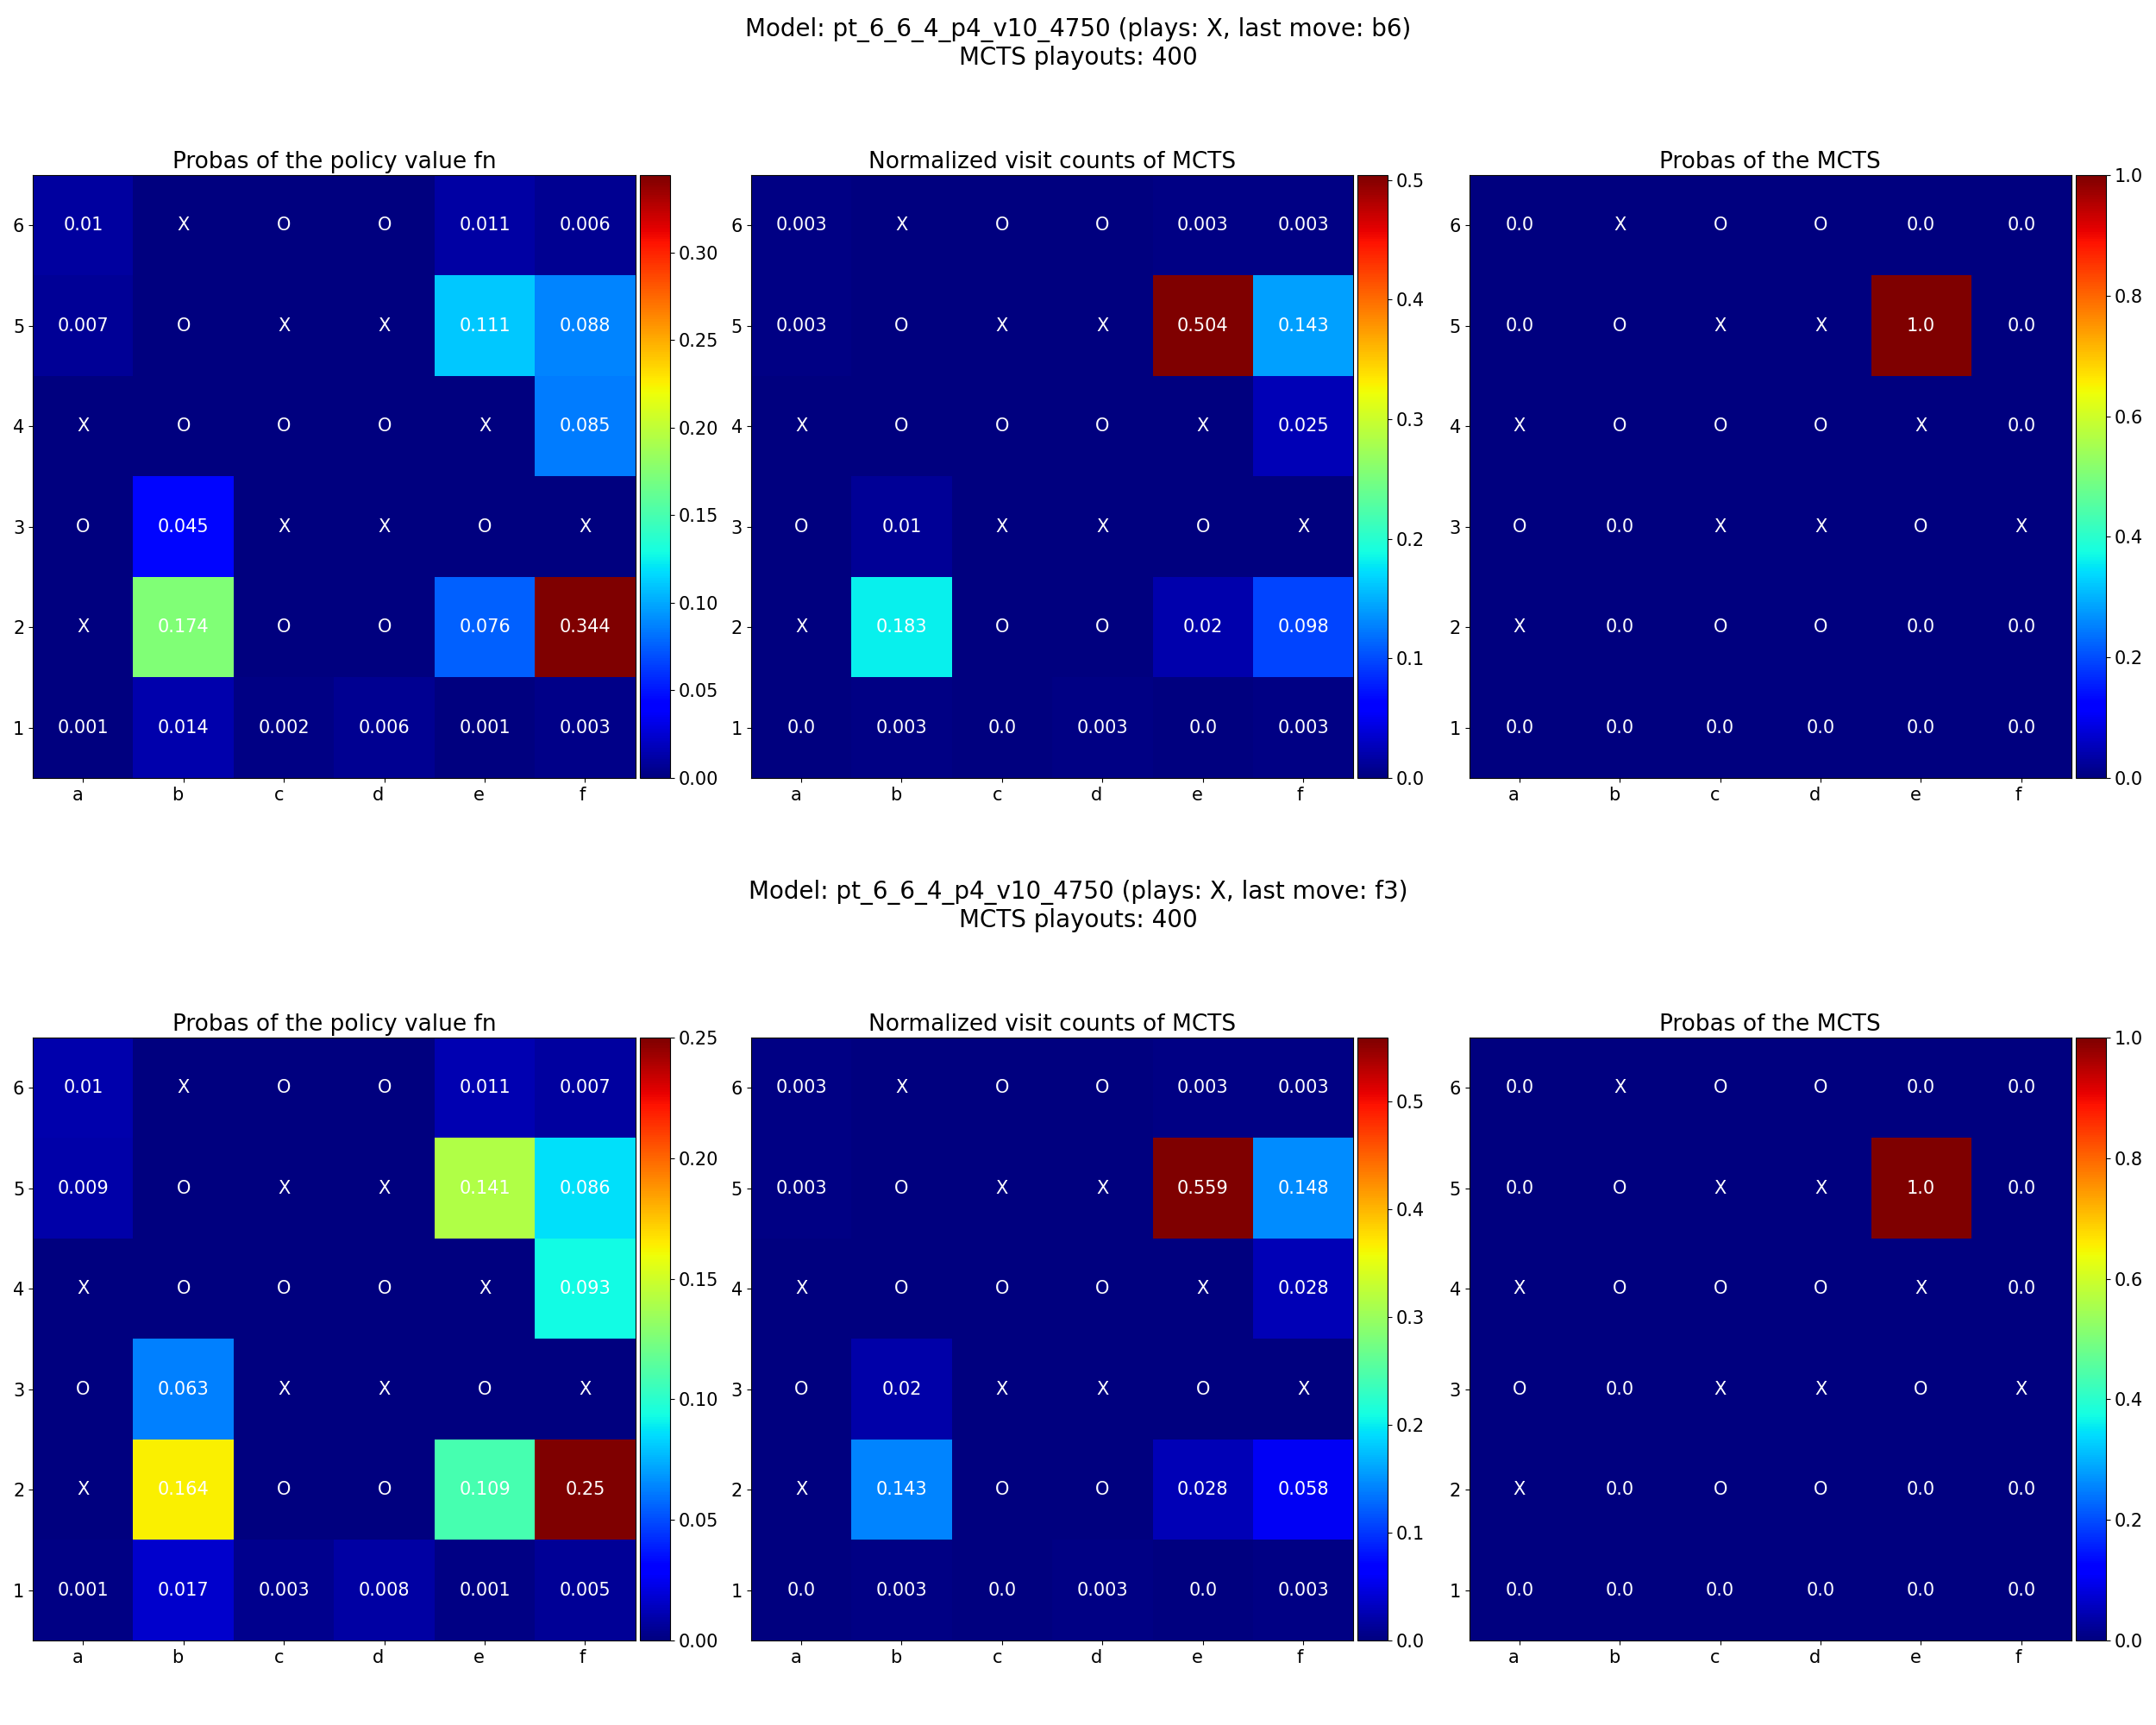 Model: pt_6_6_4_p4_v10_4750 (plays: X, last move: b6)
MCTS playouts: 400
Probas of the policy value fn
6 0.01 X O O 0.011 0.006
5 0.007 O X X 0.111 0.088
4 X O O O X 0.085
3 O 0.045 X X O X
2 X 0.174 O O 0.076 0.344
1 0.001 0.014 0.002 0.006 0.001 0.003
a b c d e f
0.30
0.25
0.20
0.15
0.10
0.05
0.00
Normalized visit counts of MCTS
6 0.003 X O O 0.003 0.003
5 0.003 O X X 0.504 0.143
4 X O O O X 0.025
3 O 0.01 X X O X
2 X 0.183 O O 0.02 0.098
1 0.0 0.003 0.0 0.003 0.0 0.003
a b c d e f
0.5
0.4
0.3
0.2
0.1
0.0
Probas of the MCTS
6 0.0 X O O 0.0 0.0
5 0.0 O X X 1.0 0.0
4 X O O O X 0.0
3 O 0.0 X X O X
2 X 0.0 O O 0.0 0.0
1 0.0 0.0 0.0 0.0 0.0 0.0
a b c d e f
1.0
0.8
0.6
0.4
0.2
0.0
Model: pt_6_6_4_p4_v10_4750 (plays: X, last move: f3)
MCTS playouts: 400
Probas of the policy value fn
6 0.01 X O O 0.011 0.007
5 0.009 O X X 0.141 0.086
4 X O O O X 0.093
3 O 0.063 X X O X
2 X 0.164 O O 0.109 0.25
1 0.001 0.017 0.003 0.008 0.001 0.005
a b c d e f
0.25
0.20
0.15
0.10
0.05
0.00
Normalized visit counts of MCTS
6 0.003 X O O 0.003 0.003
5 0.003 O X X 0.559 0.148
4 X O O O X 0.028
3 O 0.02 X X O X
2 X 0.143 O O 0.028 0.058
1 0.0 0.003 0.0 0.003 0.0 0.003
a b c d e f
0.5
0.4
0.3
0.2
0.1
0.0
Probas of the MCTS
6 0.0 X O O 0.0 0.0
5 0.0 O X X 1.0 0.0
4 X O O O X 0.0
3 O 0.0 X X O X
2 X 0.0 O O 0.0 0.0
1 0.0 0.0 0.0 0.0 0.0 0.0
a b c d e f
1.0
0.8
0.6
0.4
0.2
0.0